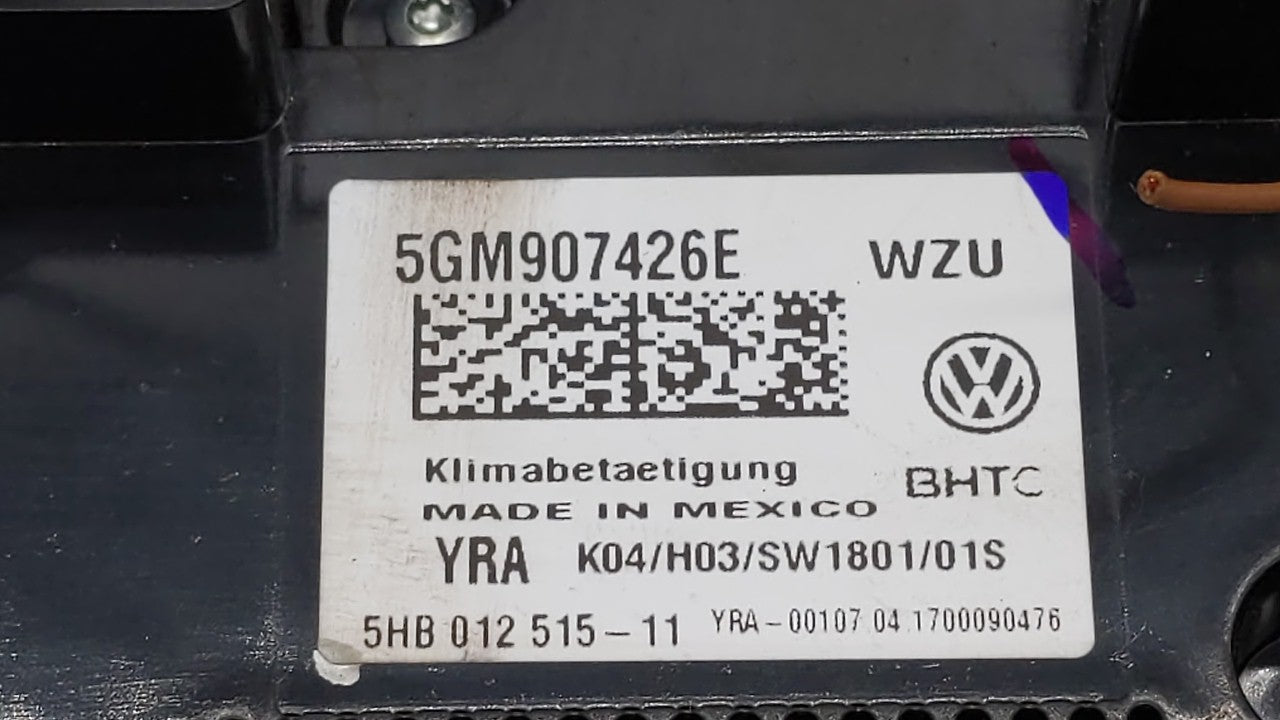 5GM907426E WZU
Klimabetaetigung BHTC
MADE IN MEXICO
YRA K04/H03/SW1801/01S
5HB 012 515-11 YRA-00107 04 1700090476